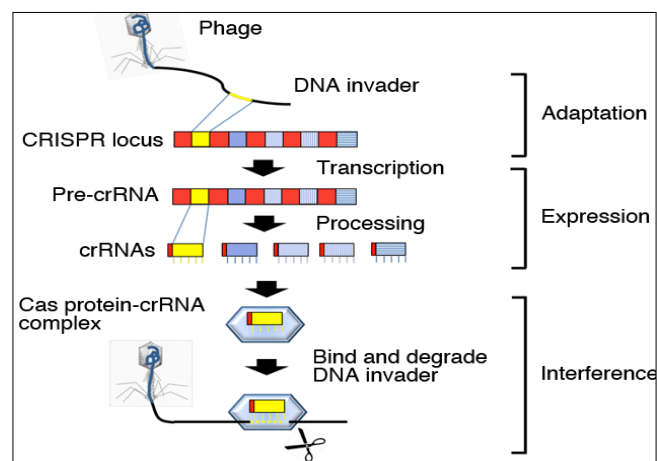 Phage
DNA invader
Adaptation
CRISPR locus
Transcription
Pre-crRNA
Expression
Processing
crRNAs
Cas protein-crRNA
complex
Bind and degrade
DNA invader
Interference